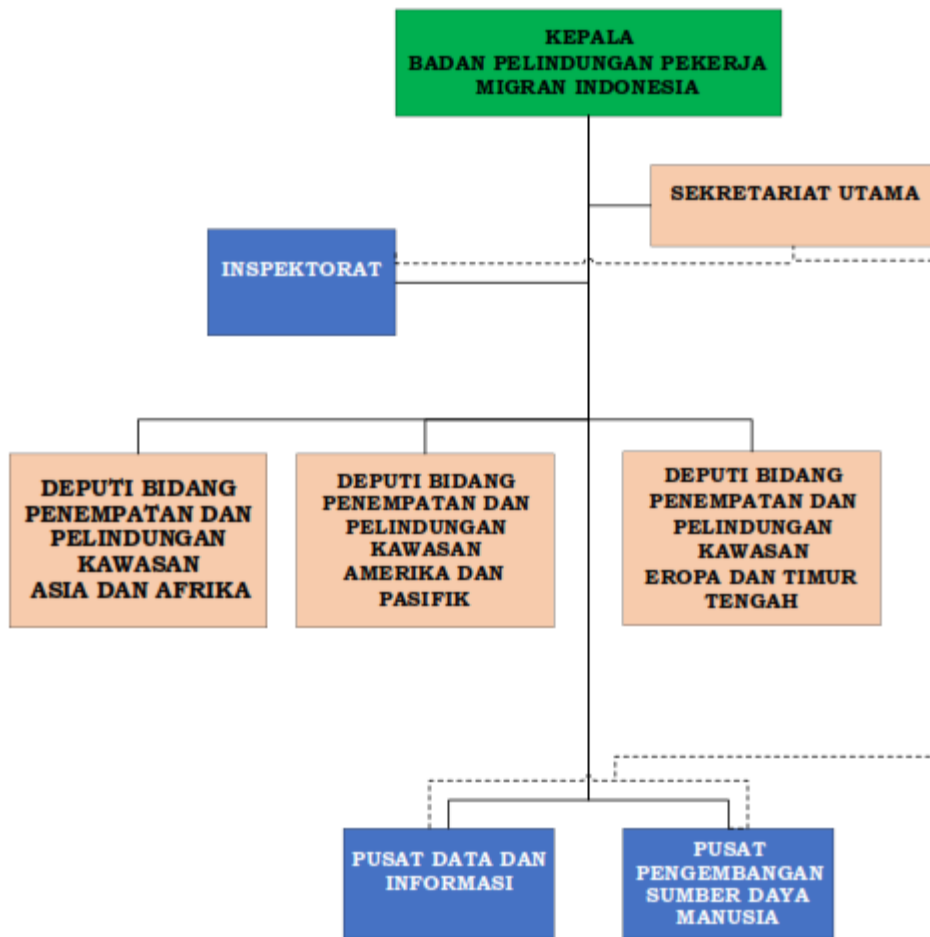 KEPALA
BADAN PELINDUNGAN PEKERJA
MIGRAN INDONESIA
SEKRETARIAT UTAMA
INSPEKTORAT
DEPUTI BIDANG
PENEMPATAN DAN
PELINDUNGAN
KAWASAN
ASIA DAN AFRIKA
DEPUTI BIDANG
PENEMPATAN DAN
PELINDUNGAN
KAWASAN
AMERIKA DAN
PASIFIK
DEPUTI BIDANG
PENEMPATAN DAN
PELINDUNGAN
KAWASAN
EROPA DAN TIMUR
TENGAH
PUSAT DATA DAN
INFORMASI
PUSAT
PENGEMBANGAN
SUMBER DAYA
MANUSIA